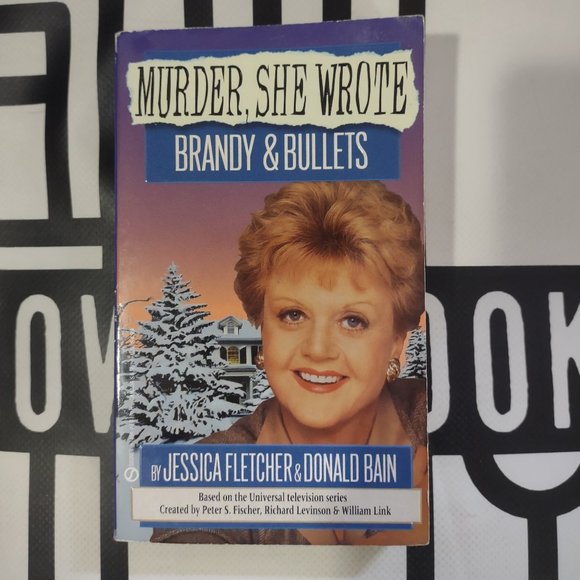 MURDER, SHE WROTE
BRANDY & BULLETS
BY JESSICA FLETCHER & DONALD BAIN
Based on the Universal television series
Created by Peter S. Fischer, Richard Levinson & William Link